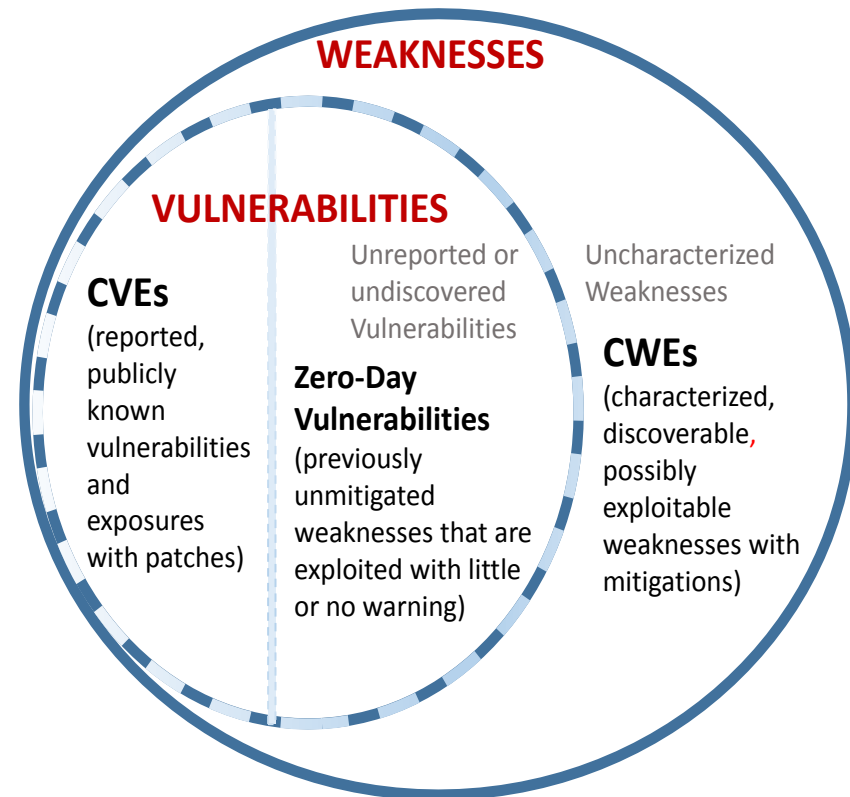 WEAKNESSES
VULNERABILITIES
CVEs
(reported,
publicly
known
vulnerabilities
and
exposures
with patches)
Unreported or
undiscovered
Vulnerabilities
Zero-Day
Vulnerabilities
(previously
unmitigated
weaknesses that are
exploited with little
or no warning)
Uncharacterized
Weaknesses
CWEs
(characterized,
discoverable,
possibly
exploitable
weaknesses with
mitigations)